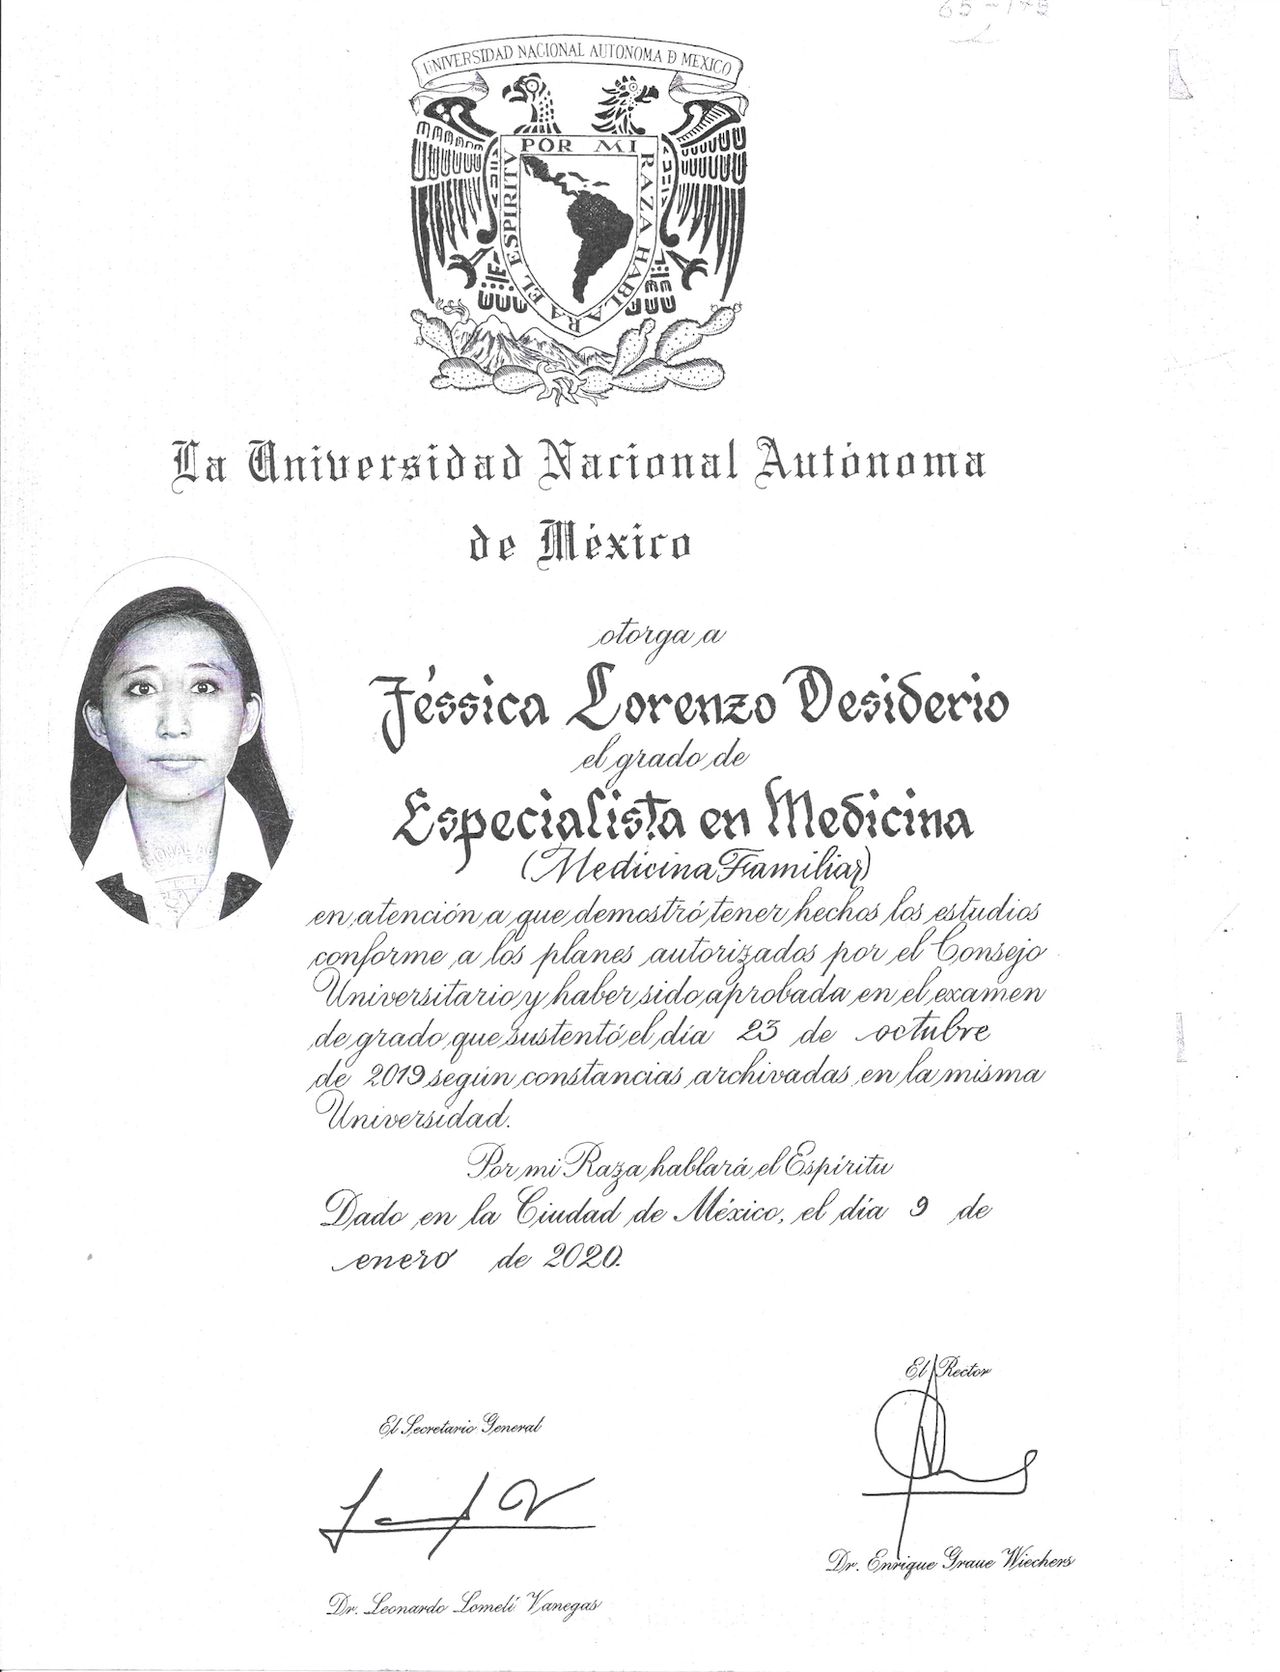 65-175
UNIVERSIDAD NACIONAL AUTONOMA D MEXICO
POR MI RAZA HABLARA EL ESPIRITU
La Universidad Nacional Autónoma
de México
otorga a
Jéssica Lorenzo Desiderio
el grado de
Especialista en Medicina
(Medicina Familiar)
en atención a que demostró tener hechos los estudios
conforme a los planes autorizados por el Consejo
Universitario y haber sido aprobada en el examen
de grado que sustentó el día 23 de octubre
de 2019 según constancias archivadas en la misma
Universidad.
Por mi Raza hablará el Espíritu
Dado en la Ciudad de México, el día 9 de
enero de 2020.
El Rector
El Secretario General
Dr. Enrique Graue Wiechers
Dr. Leonardo Lomelí Vanegas